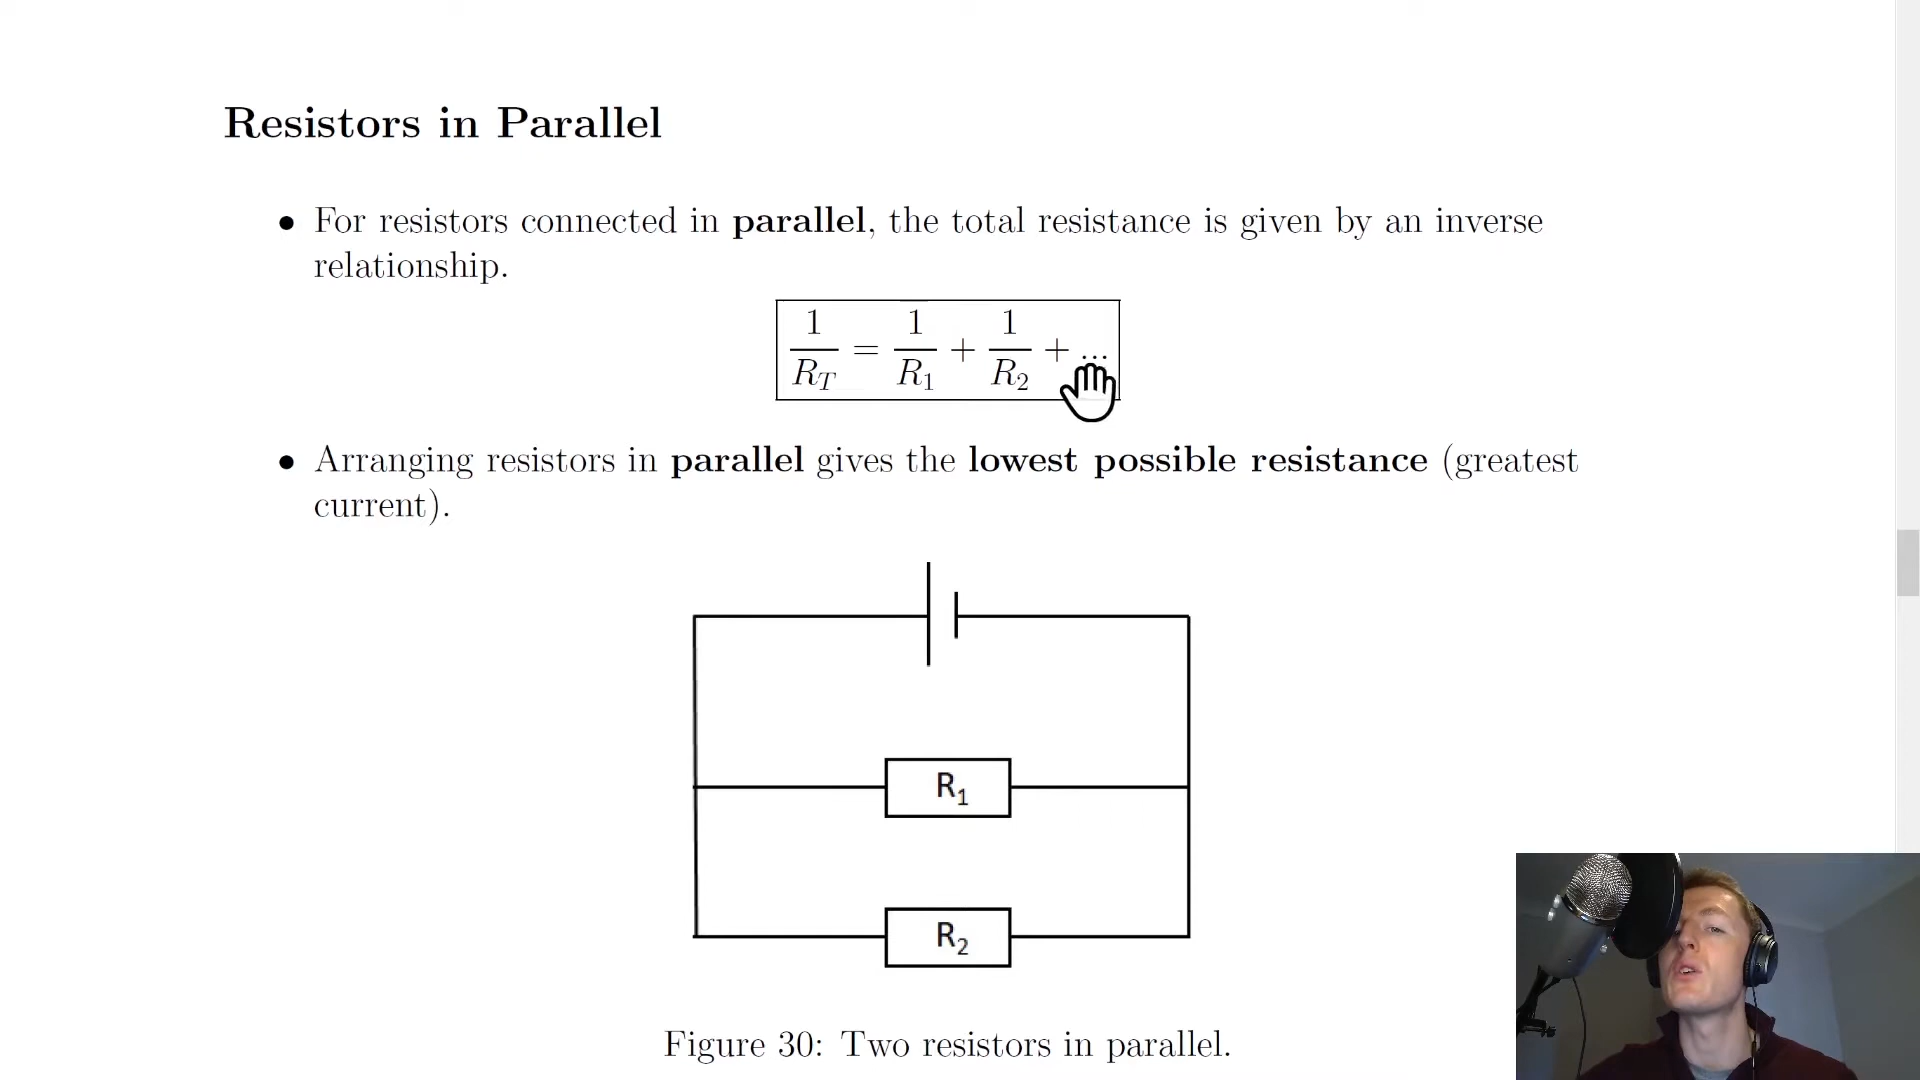 Resistors in Parallel
• For resistors connected in parallel, the total resistance is given by an inverse
relationship.
1/R_T = 1/R_1 + 1/R_2 + ...
• Arranging resistors in parallel gives the lowest possible resistance (greatest
current).
R₁
R₂
Figure 30: Two resistors in parallel.